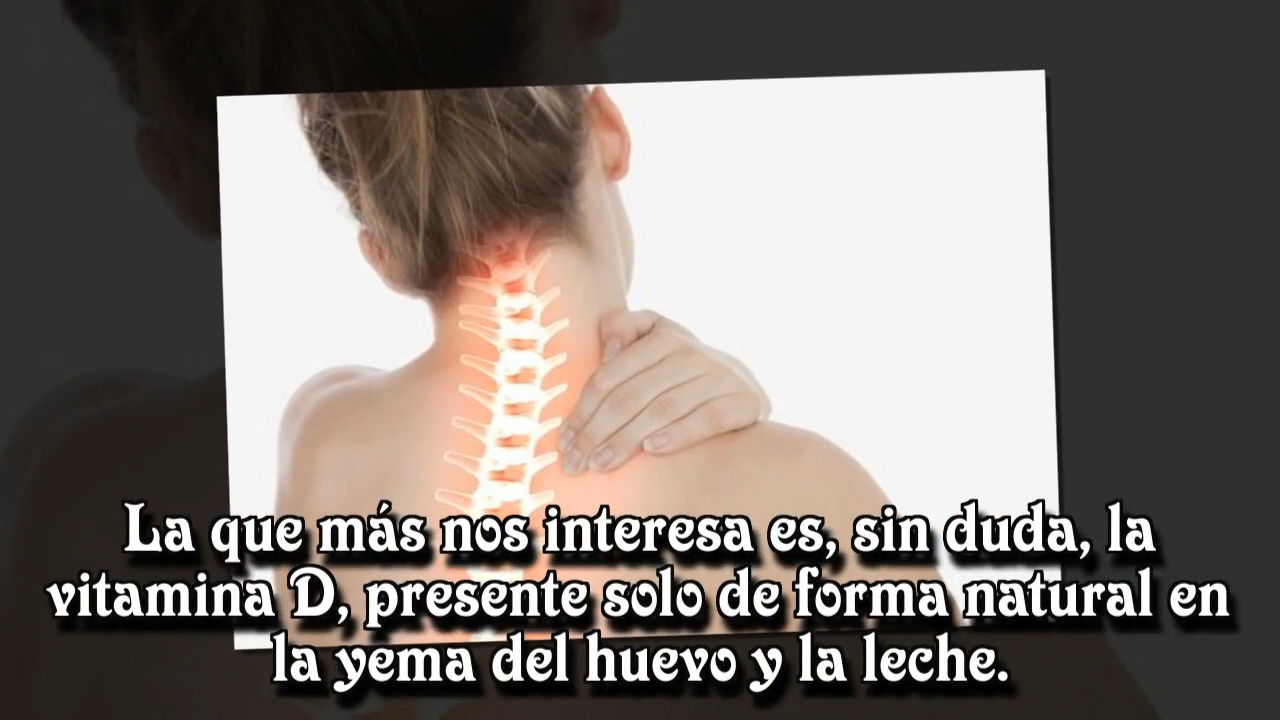 La que más nos interesa es, sin duda, la
vitamina D, presente solo de forma natural en
la yema del huevo y la leche.